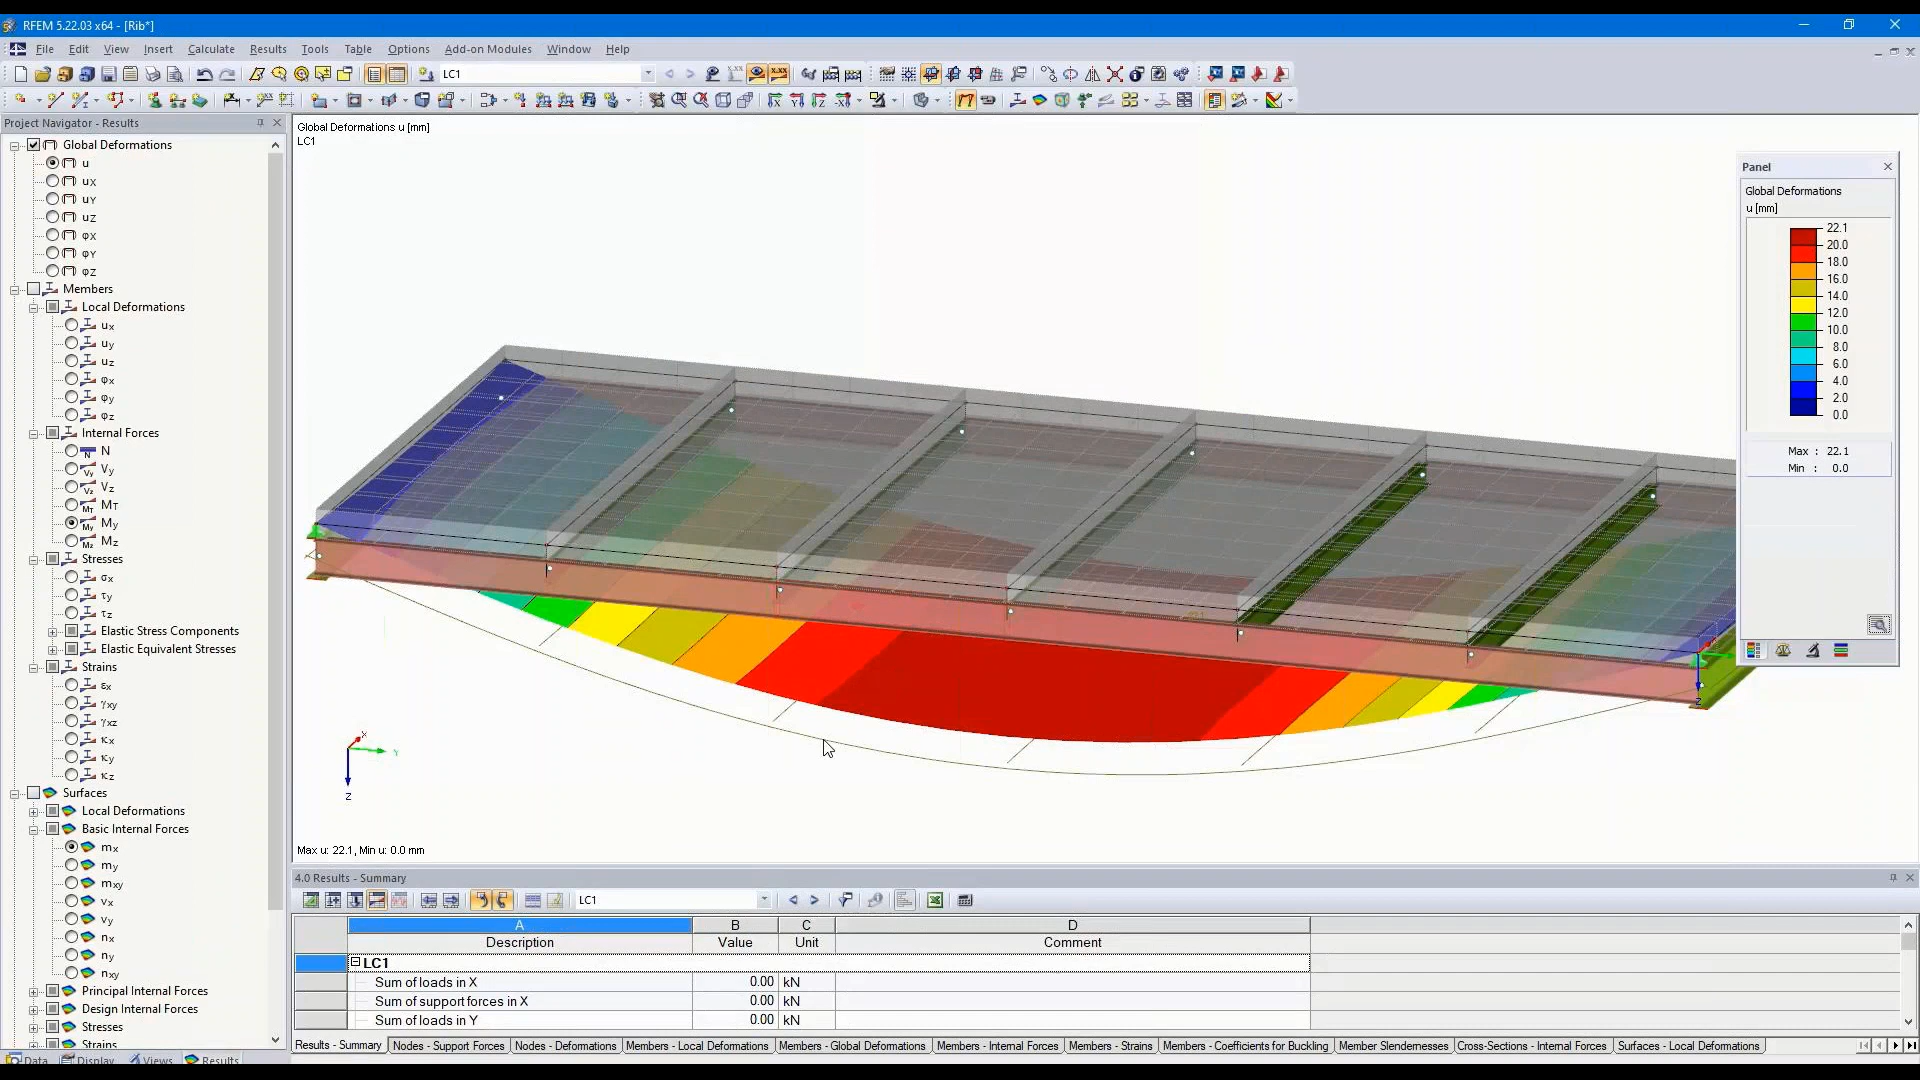 RFEM 5.22.03 x64 - [Rib*]
File Edit View Insert Calculate Results Tools Table Options Add-on Modules Window Help
LC1
Project Navigator - Results
Global Deformations
u
uX
uY
uZ
φX
φY
φZ
Members
Local Deformations
ux
uy
uz
φx
φy
φz
Internal Forces
N
Vy
Vz
MT
My
Mz
Stresses
σx
τy
τz
Elastic Stress Components
Elastic Equivalent Stresses
Strains
εx
γxy
γxz
κx
κy
κz
Surfaces
Local Deformations
Basic Internal Forces
mx
my
mxy
vx
vy
nx
ny
nxy
Principal Internal Forces
Design Internal Forces
Stresses
Strains
Data Display Views Results
Global Deformations u [mm]
LC1
X
Y
Z
Z
Max u: 22.1, Min u: 0.0 mm
Panel
Global Deformations
u [mm]
22.1
20.0
18.0
16.0
14.0
12.0
10.0
8.0
6.0
4.0
2.0
0.0
Max : 22.1
Min : 0.0
4.0 Results - Summary
LC1
A B C D
Description Value Unit Comment
LC1
Sum of loads in X 0.00 kN
Sum of support forces in X 0.00 kN
Sum of loads in Y 0.00 kN
Results - Summary Nodes - Support Forces Nodes - Deformations Members - Local Deformations Members - Global Deformations Members - Internal Forces Members - Strains Members - Coefficients for Buckling Member Slendernesses Cross-Sections - Internal Forces Surfaces - Local Deformations